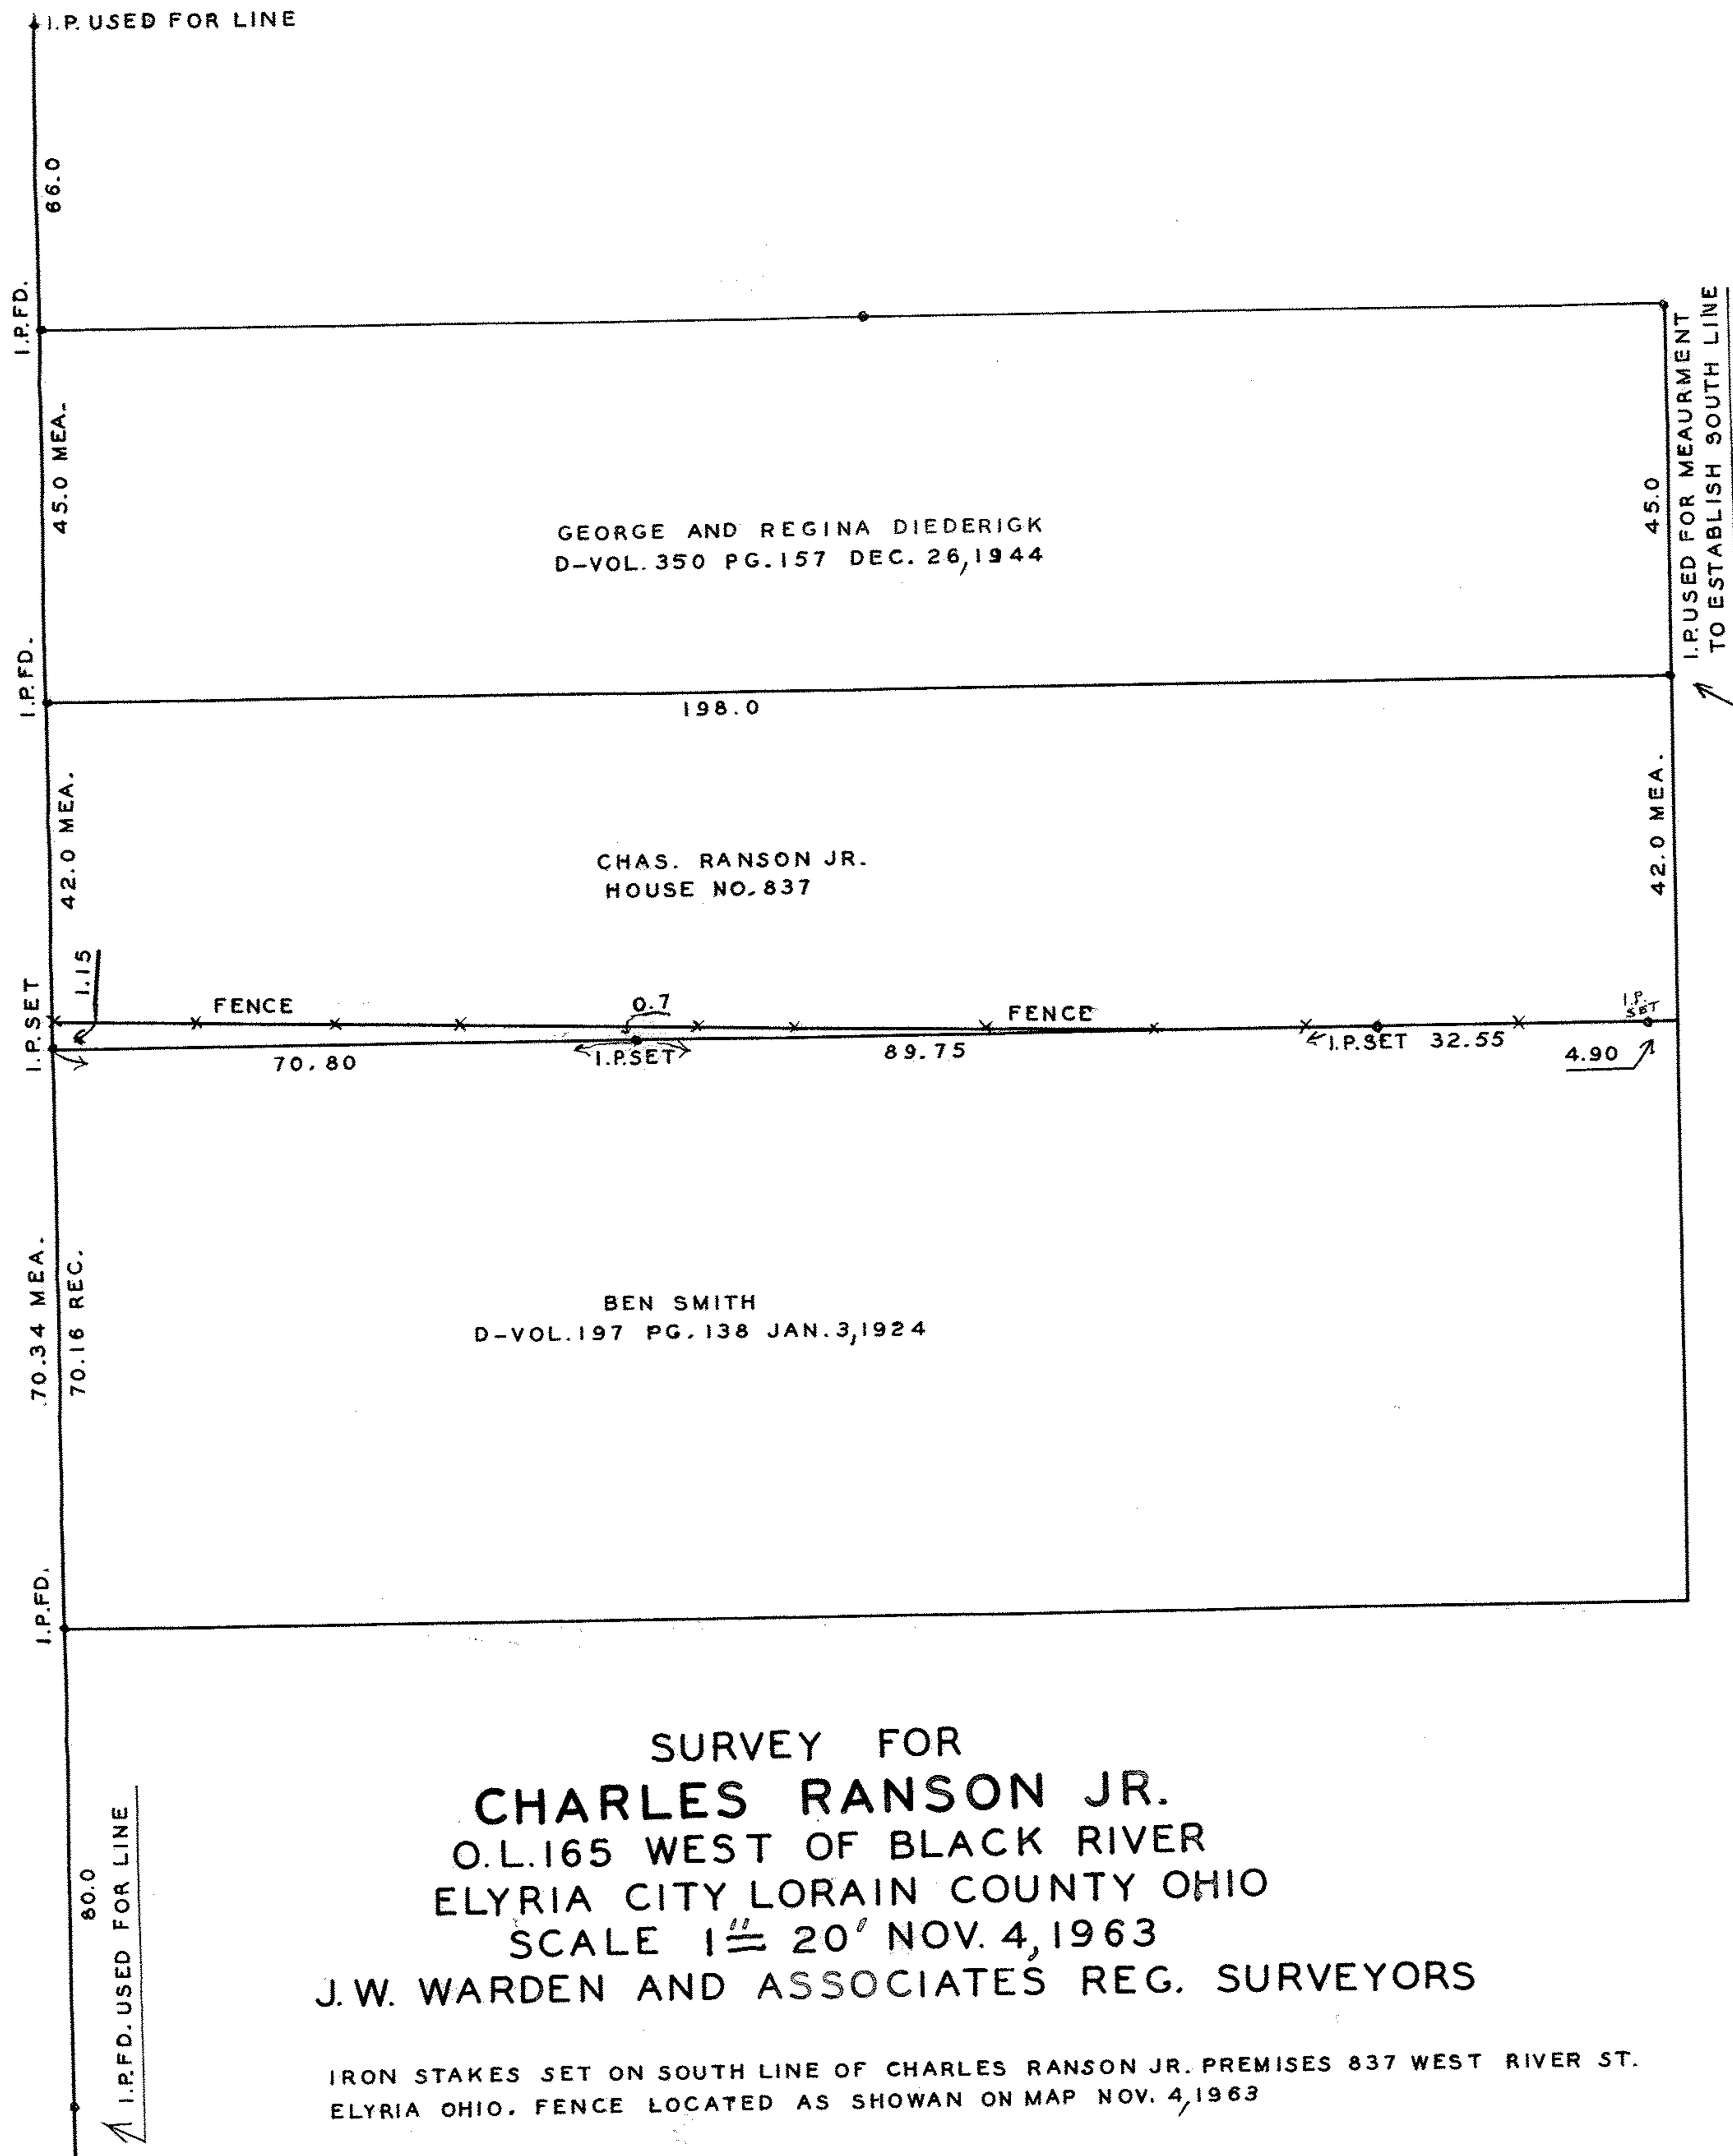 I.P. USED FOR LINE
66.0
I.P.FD.
45.0 MEA.
GEORGE AND REGINA DIEDERIGK
D-VOL. 350 PG. 157 DEC. 26, 1944
45.0
I.P. USED FOR MEAURMENT
TO ESTABLISH SOUTH LINE
I.P.FD.
198.0
42.0 MEA.
CHAS. RANSON JR.
HOUSE NO. 837
42.0 MEA.
I.P.SET
1.15
FENCE
0.7
FENCE
I.P.
SET
70.80
I.P.SET
89.75
I.P.SET 32.55
4.90
70.34 MEA.
70.16 REC.
BEN SMITH
D-VOL. 197 PG. 138 JAN. 3, 1924
I.P.FD.
SURVEY FOR
CHARLES RANSON JR.
O.L. 165 WEST OF BLACK RIVER
ELYRIA CITY LORAIN COUNTY OHIO
SCALE 1" = 20' NOV. 4, 1963
J.W. WARDEN AND ASSOCIATES REG. SURVEYORS
80.0
I.P.FD. USED FOR LINE
IRON STAKES SET ON SOUTH LINE OF CHARLES RANSON JR. PREMISES 837 WEST RIVER ST.
ELYRIA OHIO. FENCE LOCATED AS SHOWAN ON MAP NOV. 4, 1963